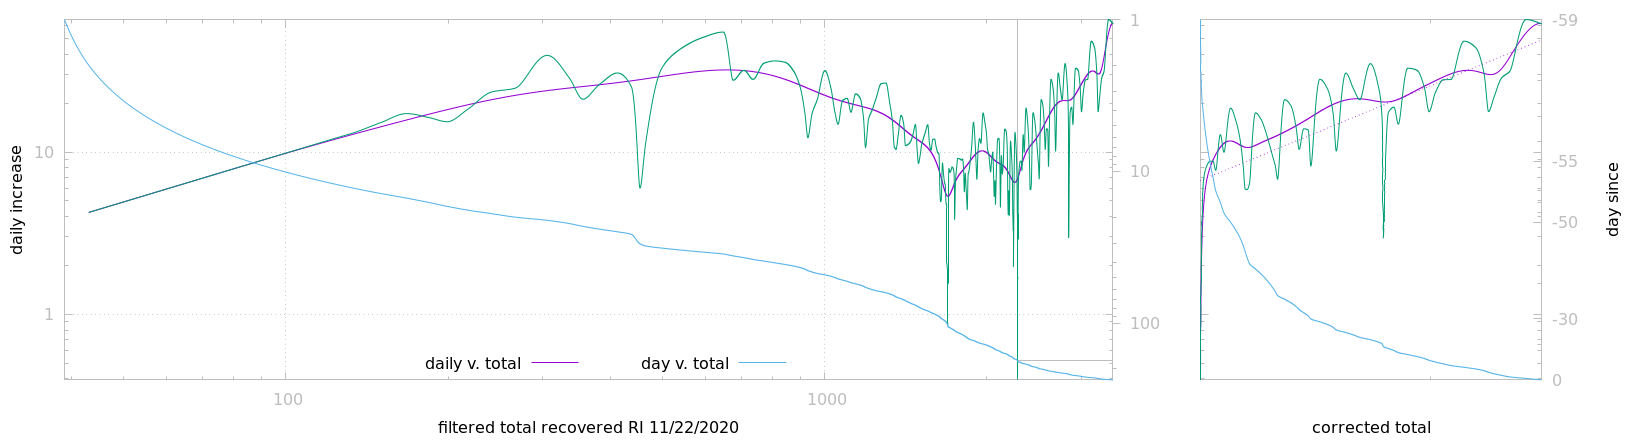 daily increase
10
1
100
1000
daily v. total
day v. total
1
10
100
filtered total recovered RI 11/22/2020
-59
-55
-50
-30
0
day since
corrected total